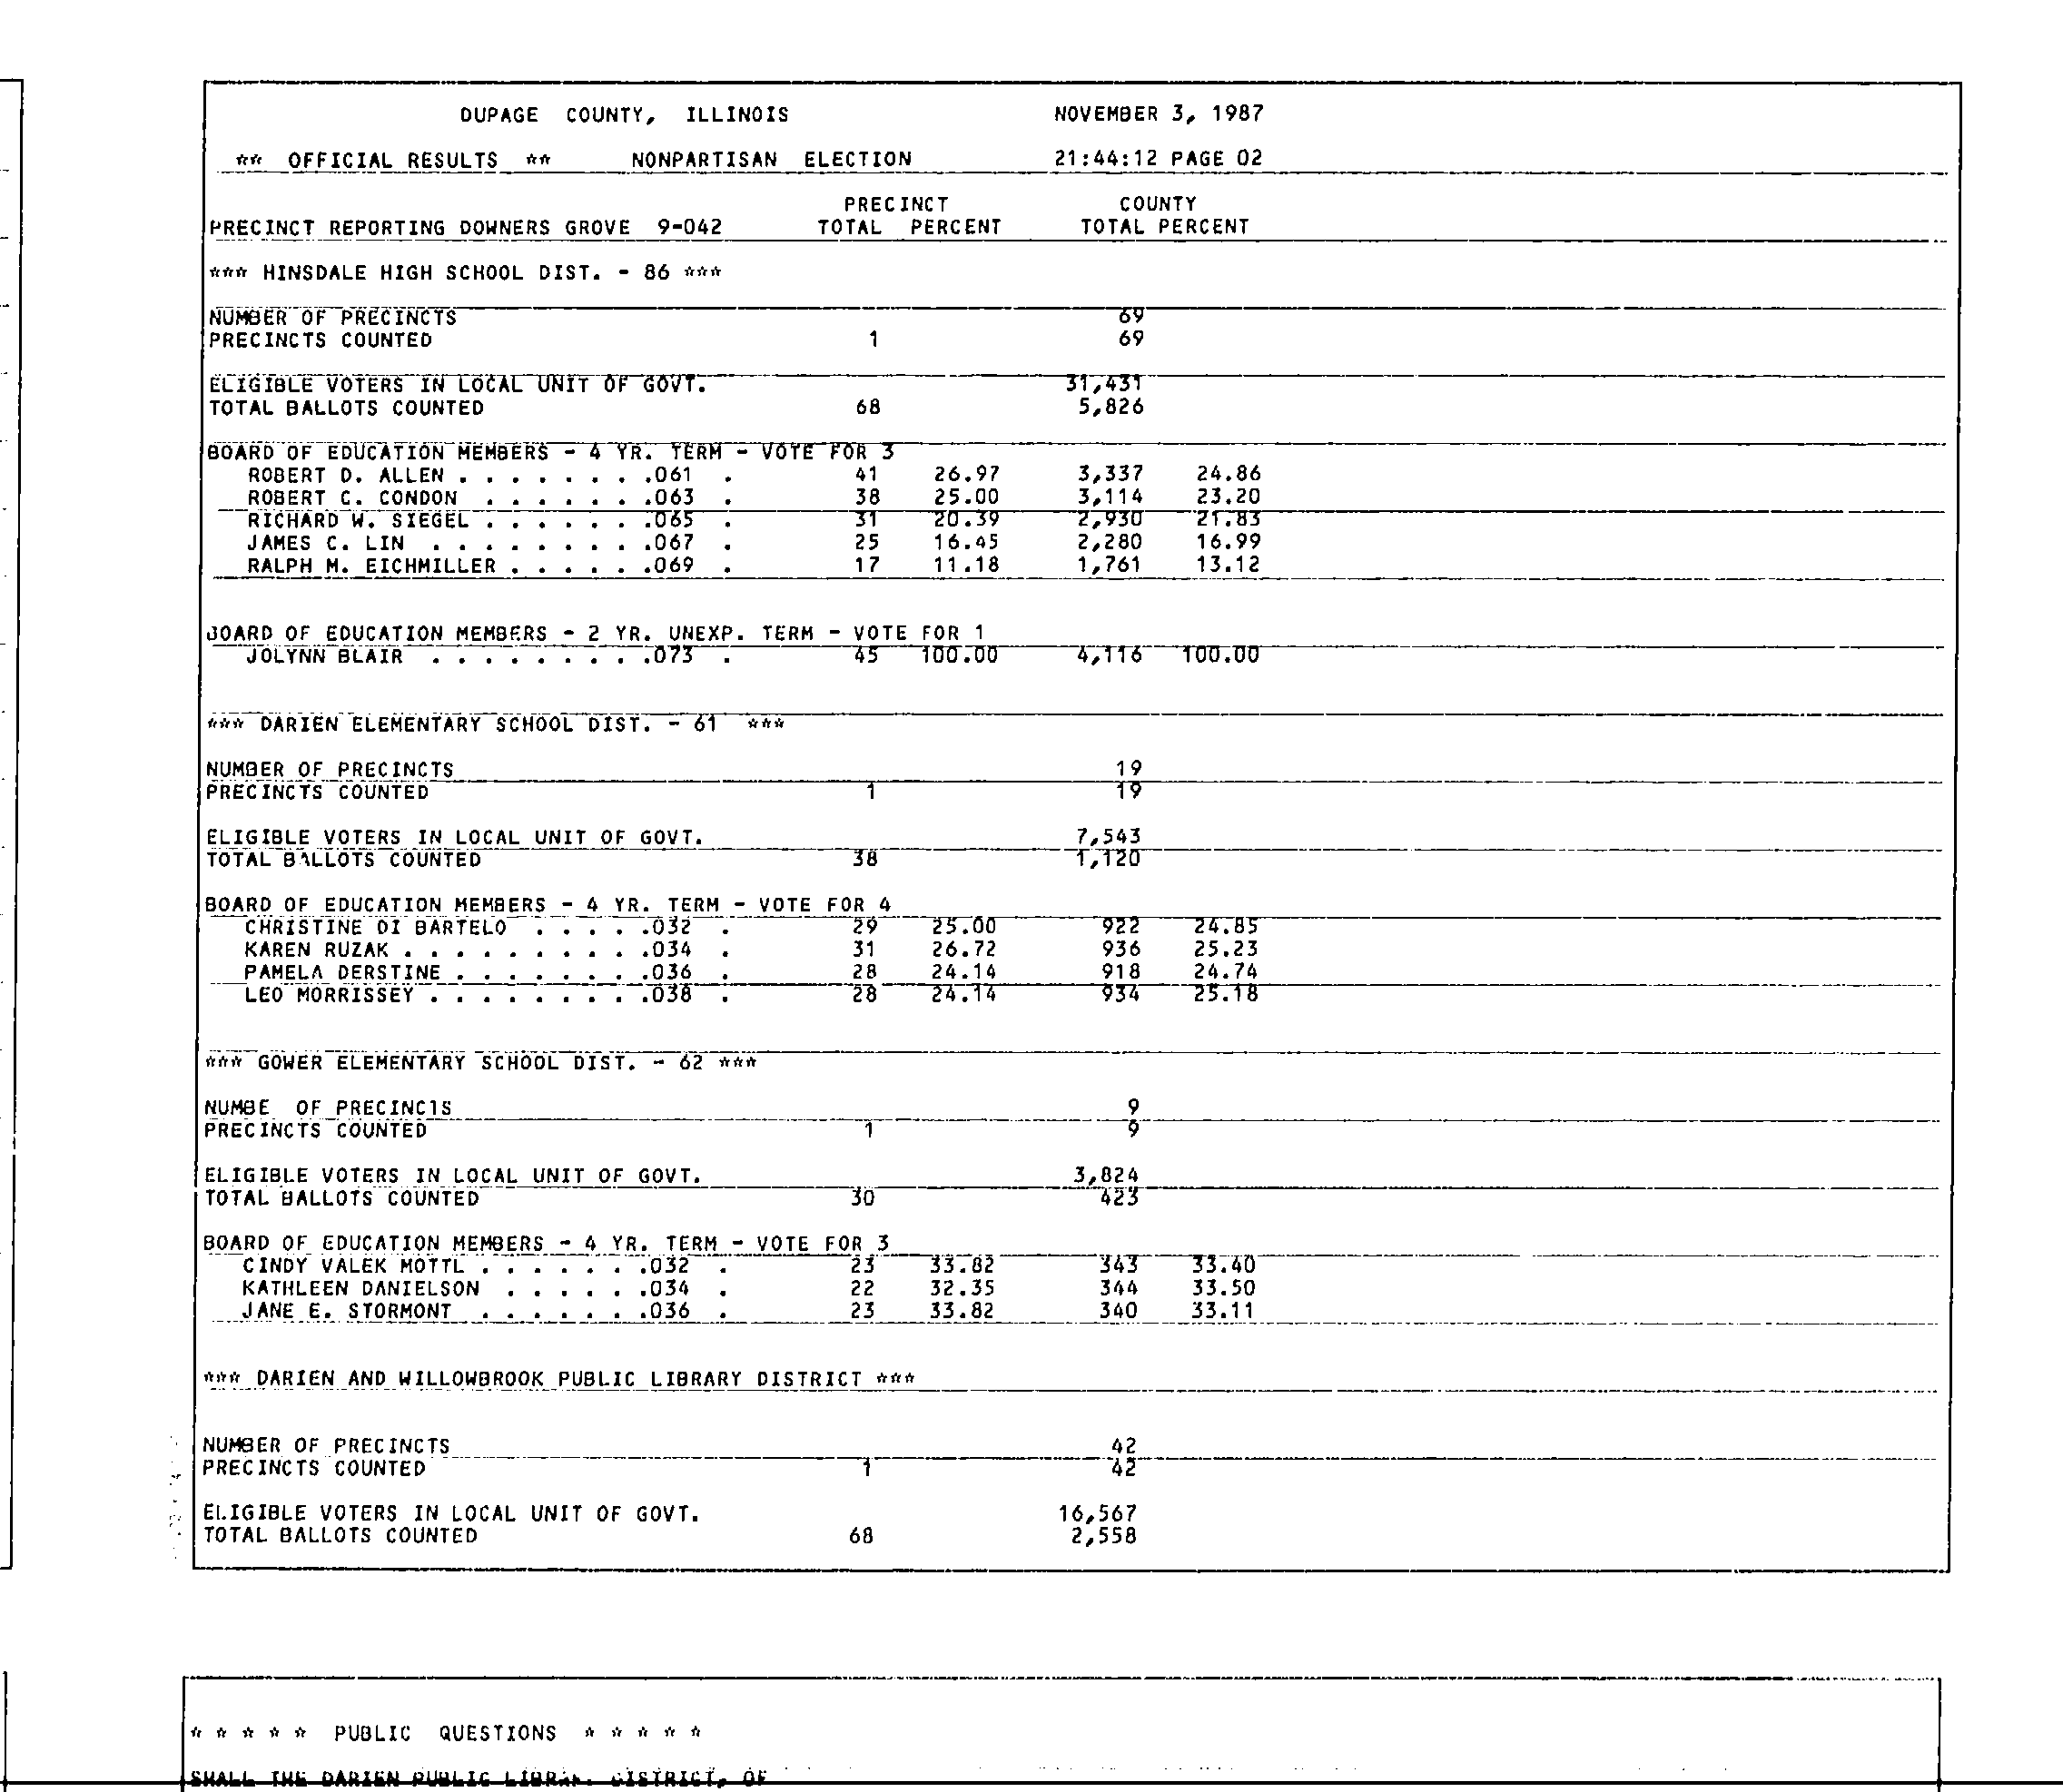 DUPAGE COUNTY, ILLINOIS NOVEMBER 3, 1987
** OFFICIAL RESULTS ** NONPARTISAN ELECTION 21:44:12 PAGE 02
PRECINCT COUNTY
PRECINCT REPORTING DOWNERS GROVE 9-042 TOTAL PERCENT TOTAL PERCENT
*** HINSDALE HIGH SCHOOL DIST. - 86 ***
NUMBER OF PRECINCTS 69
PRECINCTS COUNTED 1 69
ELIGIBLE VOTERS IN LOCAL UNIT OF GOVT. 31,431
TOTAL BALLOTS COUNTED 68 5,826
BOARD OF EDUCATION MEMBERS - 4 YR. TERM - VOTE FOR 3
ROBERT D. ALLEN . . . . . . . .061 . 41 26.97 3,337 24.86
ROBERT C. CONDON . . . . . . .063 . 38 25.00 3,114 23.20
RICHARD W. SIEGEL . . . . . . .065 . 31 20.39 2,930 21.83
JAMES C. LIN . . . . . . . . .067 . 25 16.45 2,280 16.99
RALPH M. EICHMILLER . . . . . .069 . 17 11.18 1,761 13.12
BOARD OF EDUCATION MEMBERS - 2 YR. UNEXP. TERM - VOTE FOR 1
JOLYNN BLAIR . . . . . . . . .073 . 45 100.00 4,116 100.00
*** DARIEN ELEMENTARY SCHOOL DIST. - 61 ***
NUMBER OF PRECINCTS 19
PRECINCTS COUNTED 1 19
ELIGIBLE VOTERS IN LOCAL UNIT OF GOVT. 7,543
TOTAL BALLOTS COUNTED 38 1,120
BOARD OF EDUCATION MEMBERS - 4 YR. TERM - VOTE FOR 4
CHRISTINE DI BARTELO . . . . .032 . 29 25.00 922 24.85
KAREN RUZAK . . . . . . . . . .034 . 31 26.72 936 25.23
PAMELA DERSTINE . . . . . . . .036 . 28 24.14 918 24.74
LEO MORRISSEY . . . . . . . . .038 . 28 24.14 934 25.18
*** GOWER ELEMENTARY SCHOOL DIST. - 62 ***
NUMBE OF PRECINCTS 9
PRECINCTS COUNTED 1 9
ELIGIBLE VOTERS IN LOCAL UNIT OF GOVT. 3,824
TOTAL BALLOTS COUNTED 30 423
BOARD OF EDUCATION MEMBERS - 4 YR. TERM - VOTE FOR 3
CINDY VALEK MOTTL . . . . . . .032 . 23 33.82 343 33.40
KATHLEEN DANIELSON . . . . . .034 . 22 32.35 344 33.50
JANE E. STORMONT . . . . . . .036 . 23 33.82 340 33.11
*** DARIEN AND WILLOWBROOK PUBLIC LIBRARY DISTRICT ***
NUMBER OF PRECINCTS 42
PRECINCTS COUNTED 1 42
ELIGIBLE VOTERS IN LOCAL UNIT OF GOVT. 16,567
TOTAL BALLOTS COUNTED 68 2,558
* * * * * PUBLIC QUESTIONS * * * * *
SHALL THE DARIEN PUBLIC DISTRICT, OF